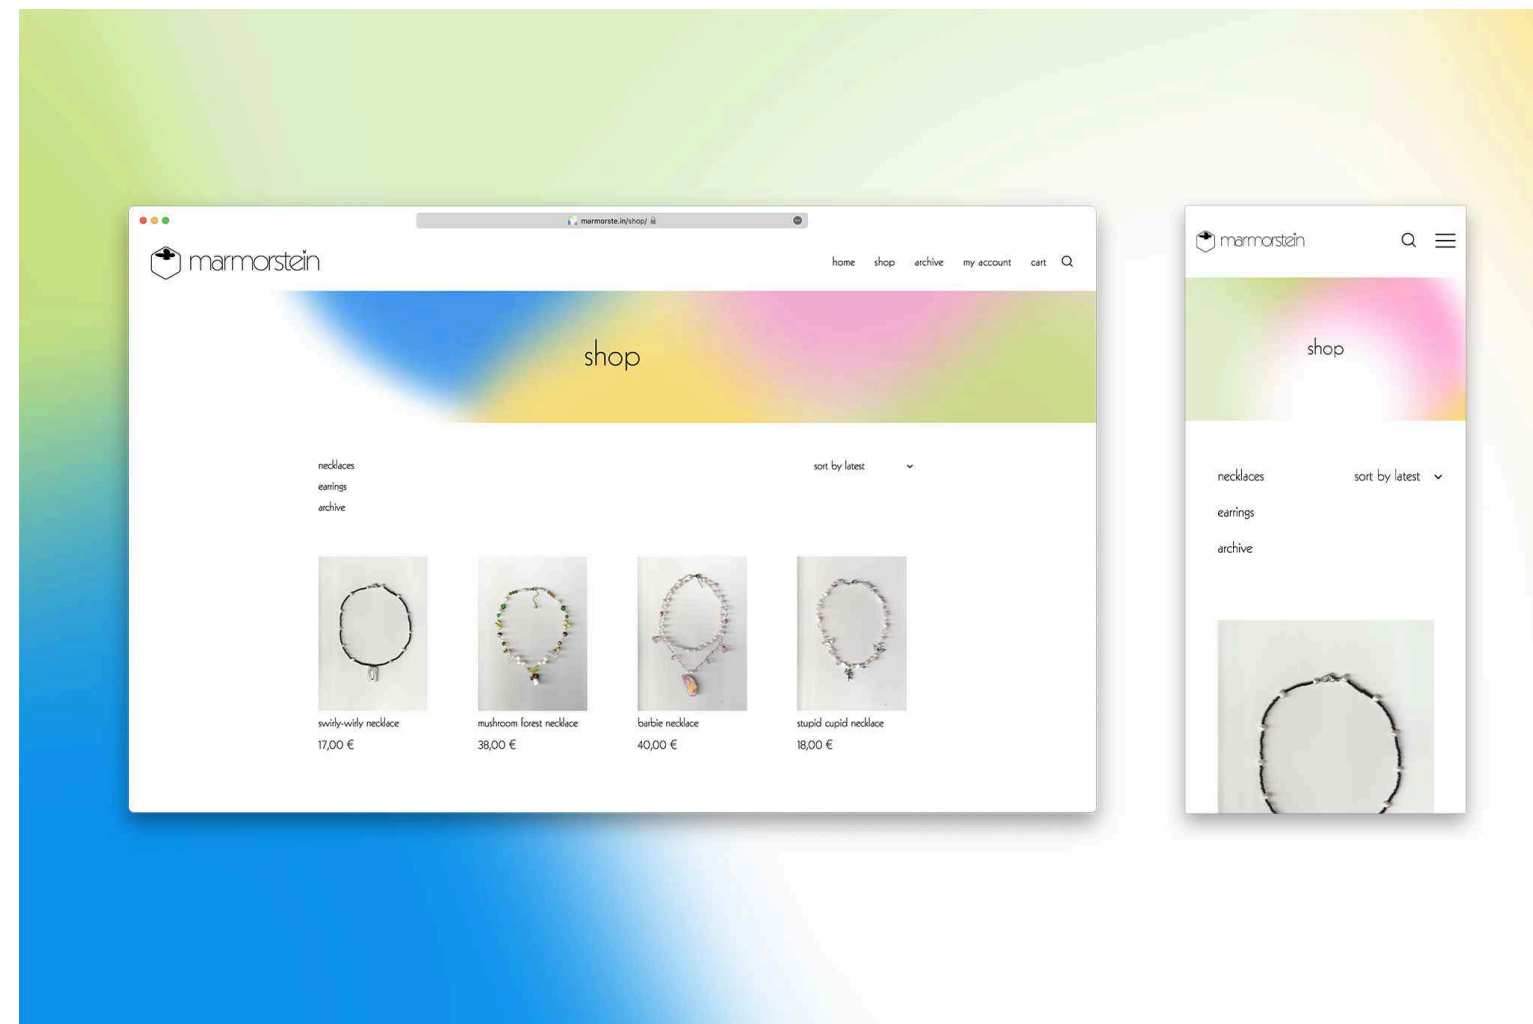 marmorste.in/shop/
marmorstein
home shop archive my account cart
shop
necklaces
sort by latest
earrings
archive
swirly-wirly necklace
17,00 €
mushroom forest necklace
38,00 €
barbie necklace
40,00 €
stupid cupid necklace
18,00 €
marmorstein
shop
necklaces
sort by latest
earrings
archive